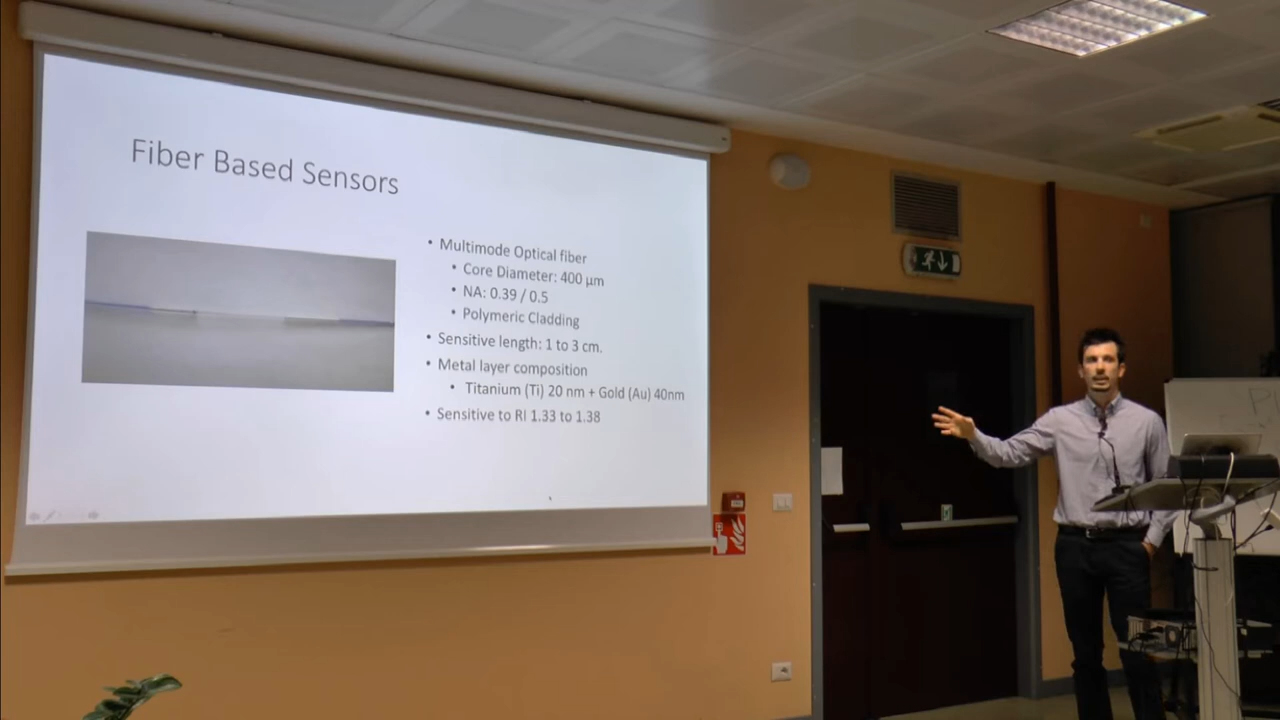 Fiber Based Sensors
• Multimode Optical fiber
• Core Diameter: 400 µm
• NA: 0.39 / 0.5
• Polymeric Cladding
• Sensitive length: 1 to 3 cm.
• Metal layer composition
• Titanium (Ti) 20 nm + Gold (Au) 40nm
• Sensitive to RI 1.33 to 1.38